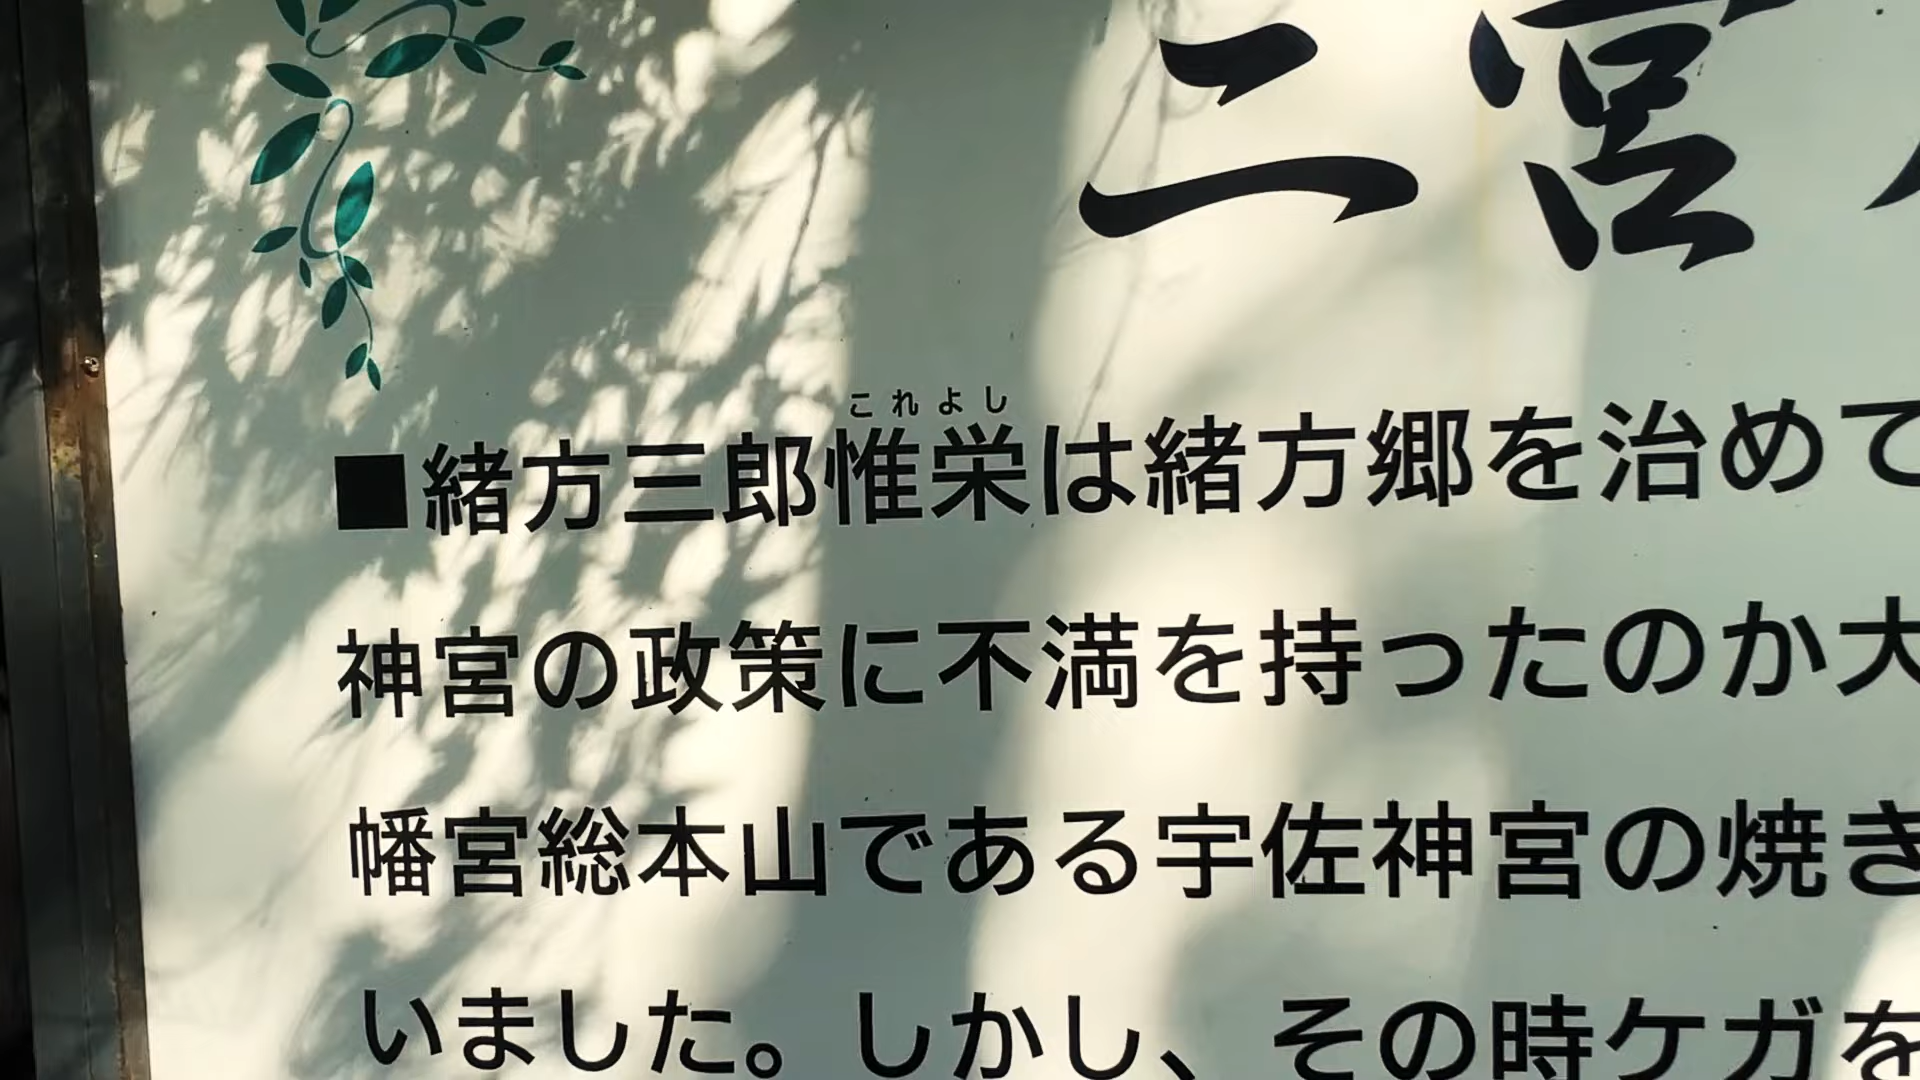 二宮
これよし
■緒方三郎惟栄は緒方郷を治めて
神宮の政策に不満を持ったのか大
幡宮総本山である宇佐神宮の焼き
いました。しかし、その時ケガを